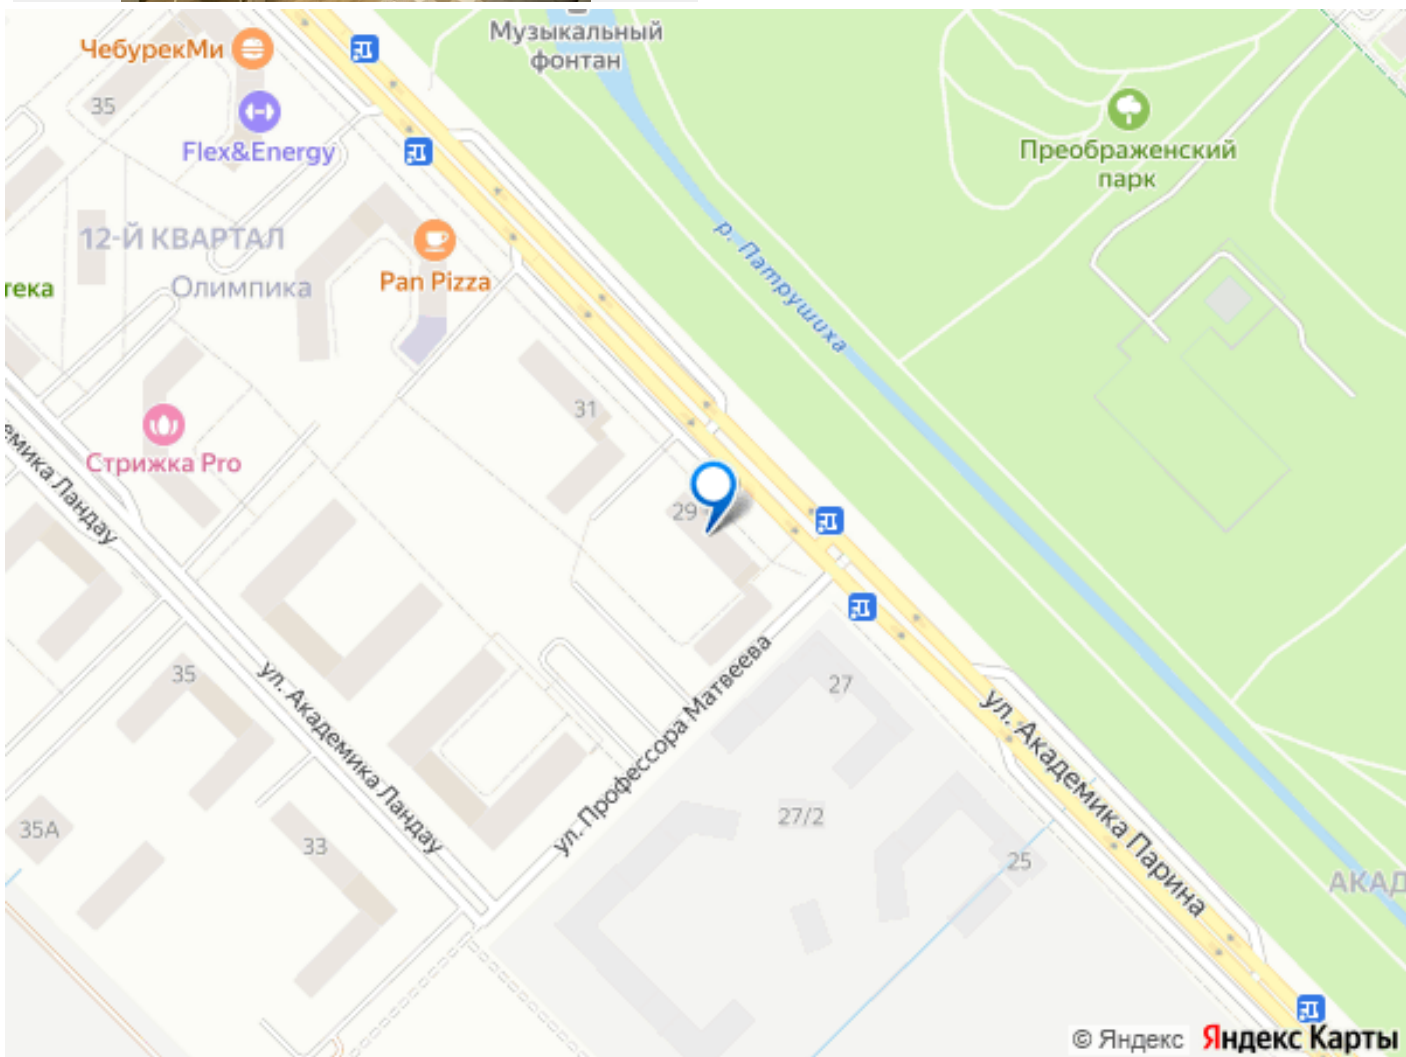 Музыкальный
фонтан
ЧебурекМи
35
Flex&Energy
Преображенский
парк
12-Й КВАРТАЛ
Олимпика
Pan Pizza
р. Патрушиха
тека
31
Стрижка Pro
емика Ландау
29
35
ул. Академика Ландау
ул. Профессора Матвеева
27
ул. Академика Парина
27/2
35А
33
25
АКАД
© Яндекс Яндекс Карты